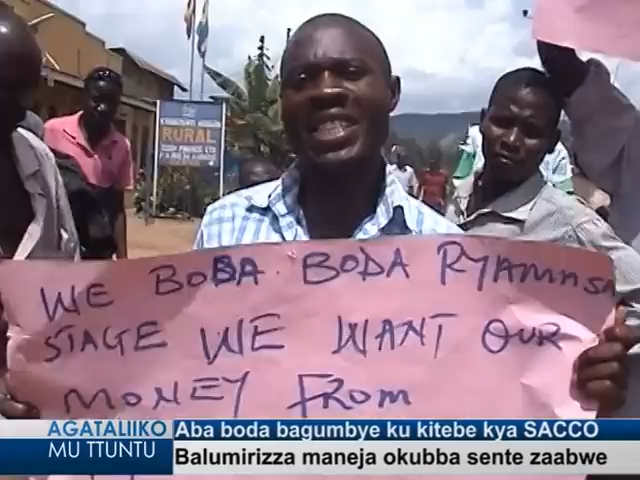 RURAL
WE BOBA BODA RYAMASA
STAGE WE WANT OUR
MONEY FROM
AGATALIIKO
MU TTUNTU
Aba boda bagumbye ku kitebe kya SACCO
Balumirizza maneja okubba sente zaabwe